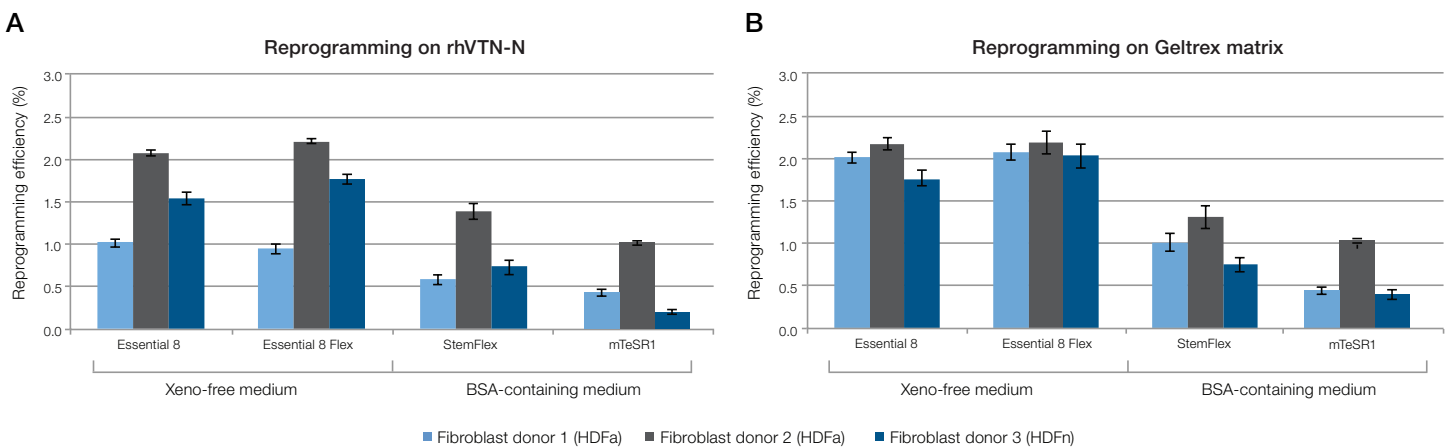 A
Reprogramming on rhVTN-N
Reprogramming efficiency (%)
3.0
2.5
2.0
1.5
1.0
0.5
0.0
Essential 8
Essential 8 Flex
StemFlex
mTeSR1
Xeno-free medium
BSA-containing medium
B
Reprogramming on Geltrex matrix
Reprogramming efficiency (%)
3.0
2.5
2.0
1.5
1.0
0.5
0.0
Essential 8
Essential 8 Flex
StemFlex
mTeSR1
Xeno-free medium
BSA-containing medium
Fibroblast donor 1 (HDFa)
Fibroblast donor 2 (HDFa)
Fibroblast donor 3 (HDFn)